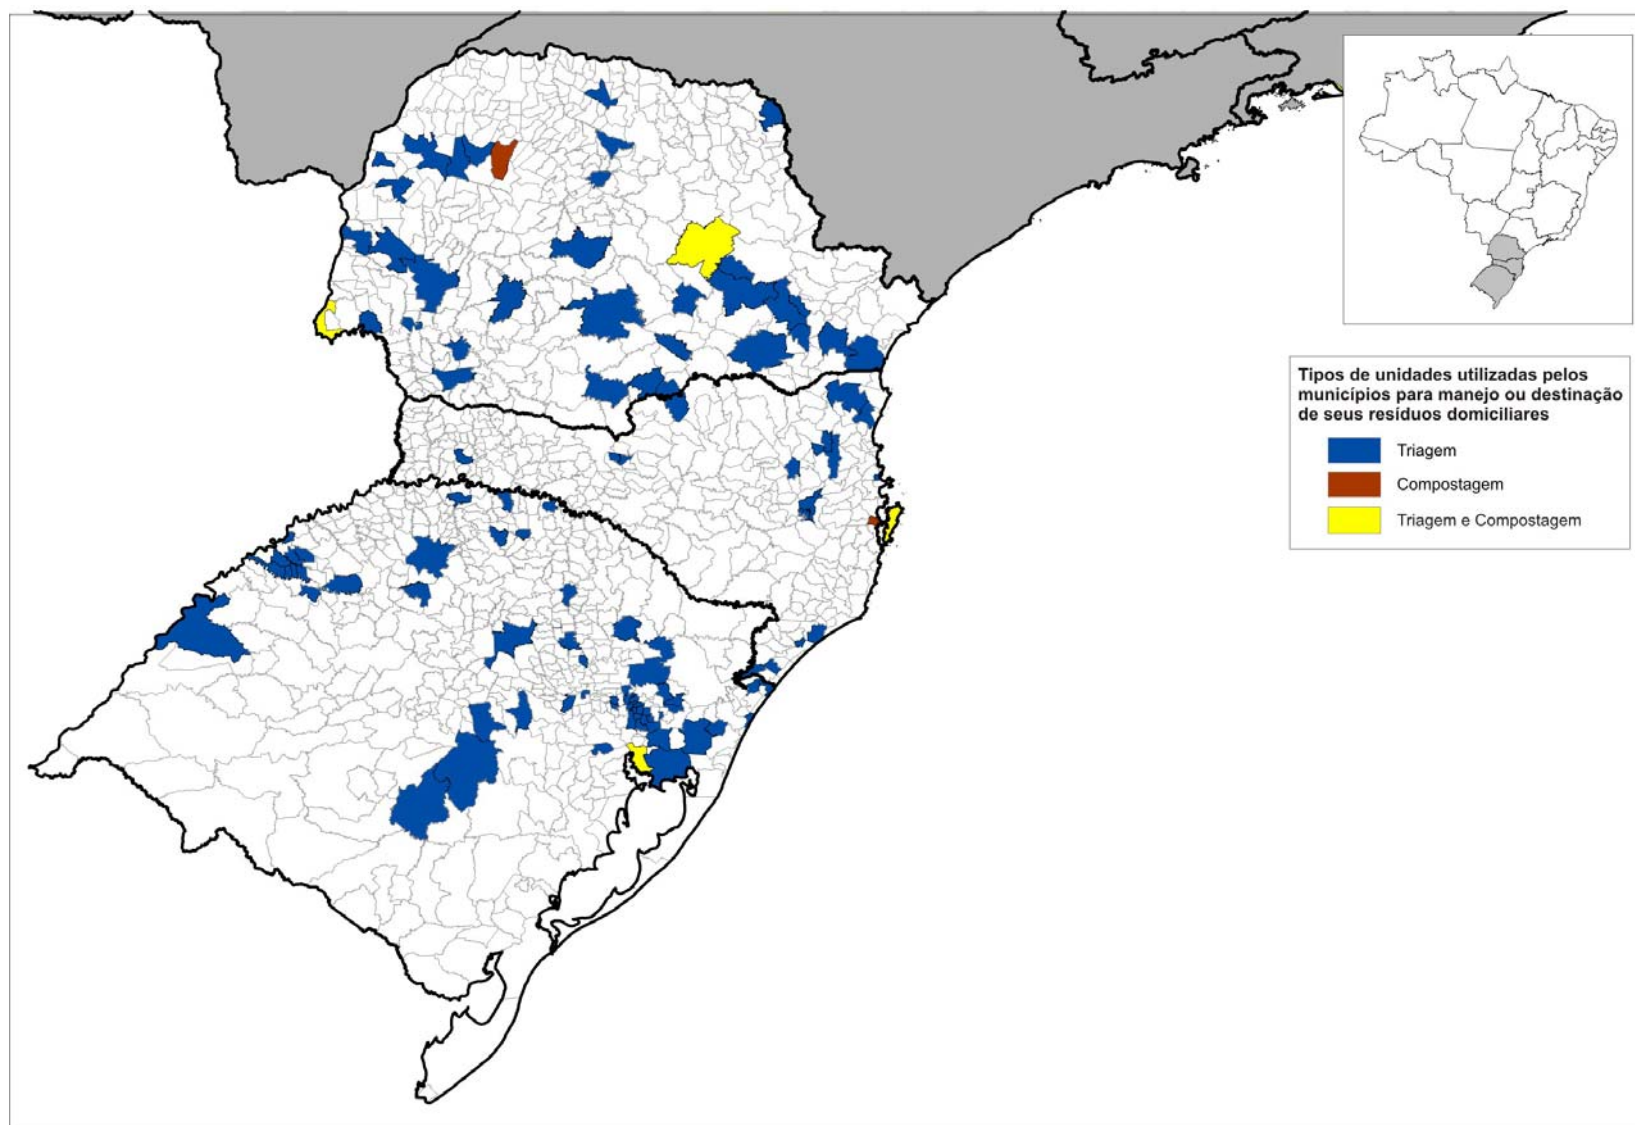 Tipos de unidades utilizadas pelos
municípios para manejo ou destinação
de seus resíduos domiciliares
Triagem
Compostagem
Triagem e Compostagem